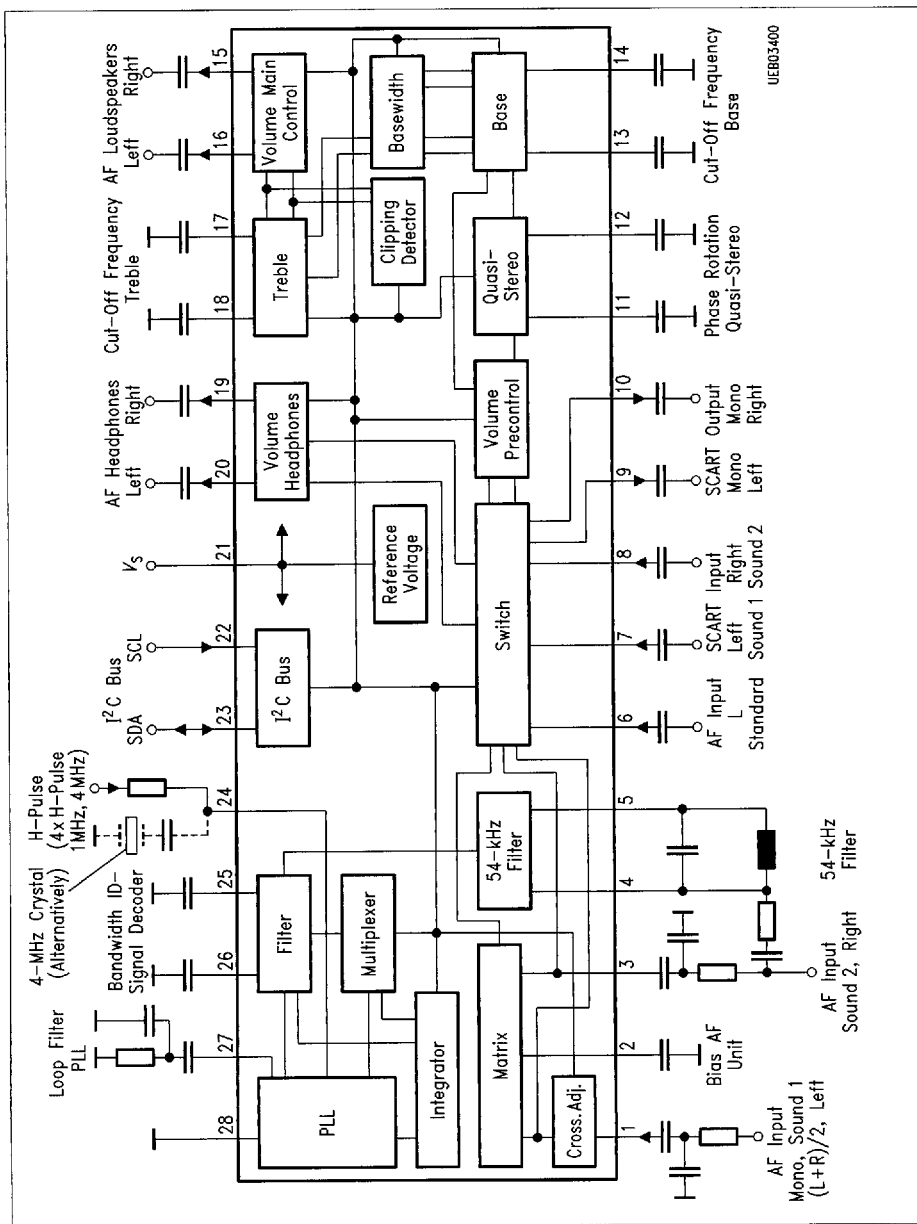 Loop Filter
PLL
Bandwidth ID-
Signal Decoder
4-MHz Crystal
(Alternatively)
H-Pulse
(4x H-Pulse
1MHz, 4MHz)
I²C Bus
SDA
SCL
VS
AF Headphones
Left
Right
Cut-Off Frequency
Treble
AF Loudspeakers
Left
Right
28
27
26
25
24
23
22
21
20
19
18
17
16
15
PLL
Filter
Multiplexer
Integrator
I²C Bus
Reference
Voltage
Volume
Headphones
Treble
Clipping
Detector
Volume Main
Control
Basewidth
Matrix
Cross. Adj.
54-kHz
Filter
Switch
Volume
Precontrol
Quasi-
Stereo
Base
1
2
3
4
5
6
7
8
9
10
11
12
13
14
AF Input
Mono, Sound 1
(L+R)/2, Left
Bias AF
Unit
AF Input
Sound 2, Right
54-kHz
Filter
AF Input
L
Standard
SCART
Left
Sound 1
Input
Right
Sound 2
SCART
Mono
Left
Output
Mono
Right
Phase Rotation
Quasi-Stereo
Cut-Off Frequency
Base
UEB03400